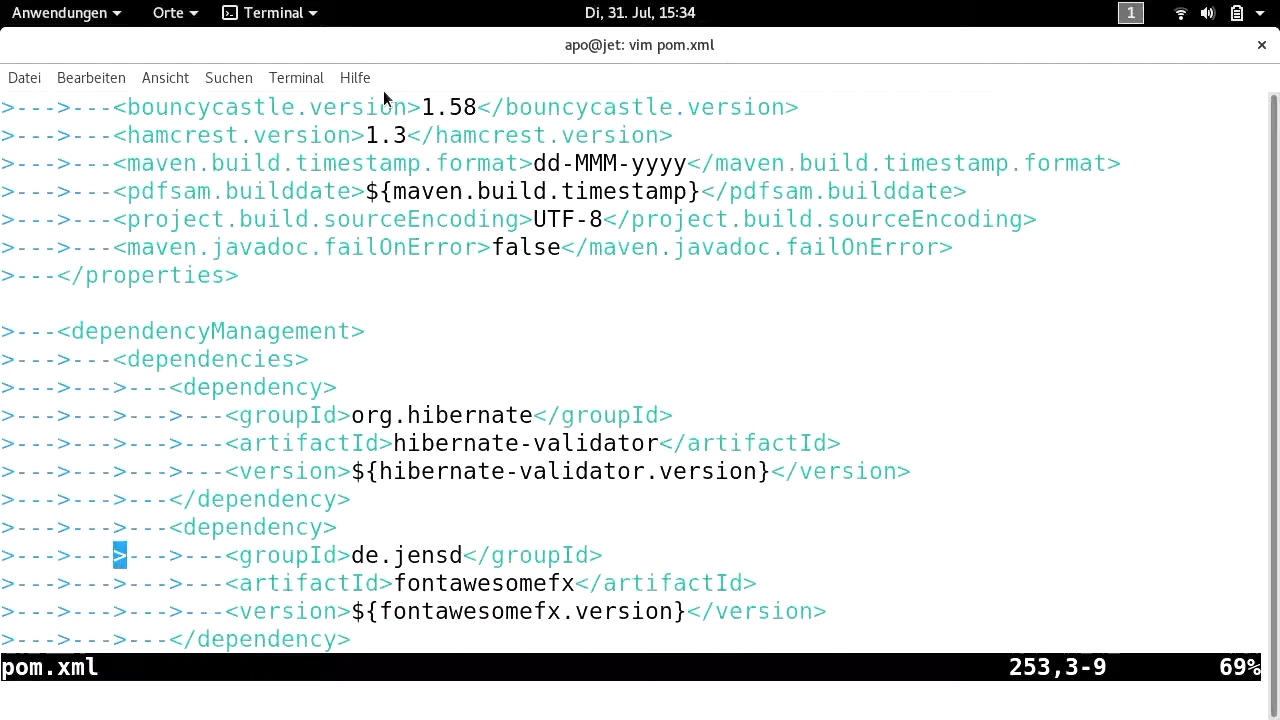 Anwendungen Orte Terminal Di, 31. Jul, 15:34 1
apo@jet: vim pom.xml ×
Datei Bearbeiten Ansicht Suchen Terminal Hilfe
>--->---<bouncycastle.version>1.58</bouncycastle.version>
>--->---<hamcrest.version>1.3</hamcrest.version>
>--->---<maven.build.timestamp.format>dd-MMM-yyyy</maven.build.timestamp.format>
>--->---<pdfsam.builddate>${maven.build.timestamp}</pdfsam.builddate>
>--->---<project.build.sourceEncoding>UTF-8</project.build.sourceEncoding>
>--->---<maven.javadoc.failOnError>false</maven.javadoc.failOnError>
>---</properties>
>---<dependencyManagement>
>--->---<dependencies>
>--->--->---<dependency>
>--->--->--->---<groupId>org.hibernate</groupId>
>--->--->--->---<artifactId>hibernate-validator</artifactId>
>--->--->--->---<version>${hibernate-validator.version}</version>
>--->--->---</dependency>
>--->--->---<dependency>
>--->--->--->---<groupId>de.jensd</groupId>
>--->--->--->---<artifactId>fontawesomefx</artifactId>
>--->--->--->---<version>${fontawesomefx.version}</version>
>--->--->---</dependency>
pom.xml 253,3-9 69%